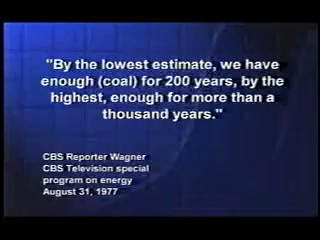 "By the lowest estimate, we have
enough (coal) for 200 years, by the
highest, enough for more than a
thousand years."
CBS Reporter Wagner
CBS Television special
program on energy
August 31, 1977